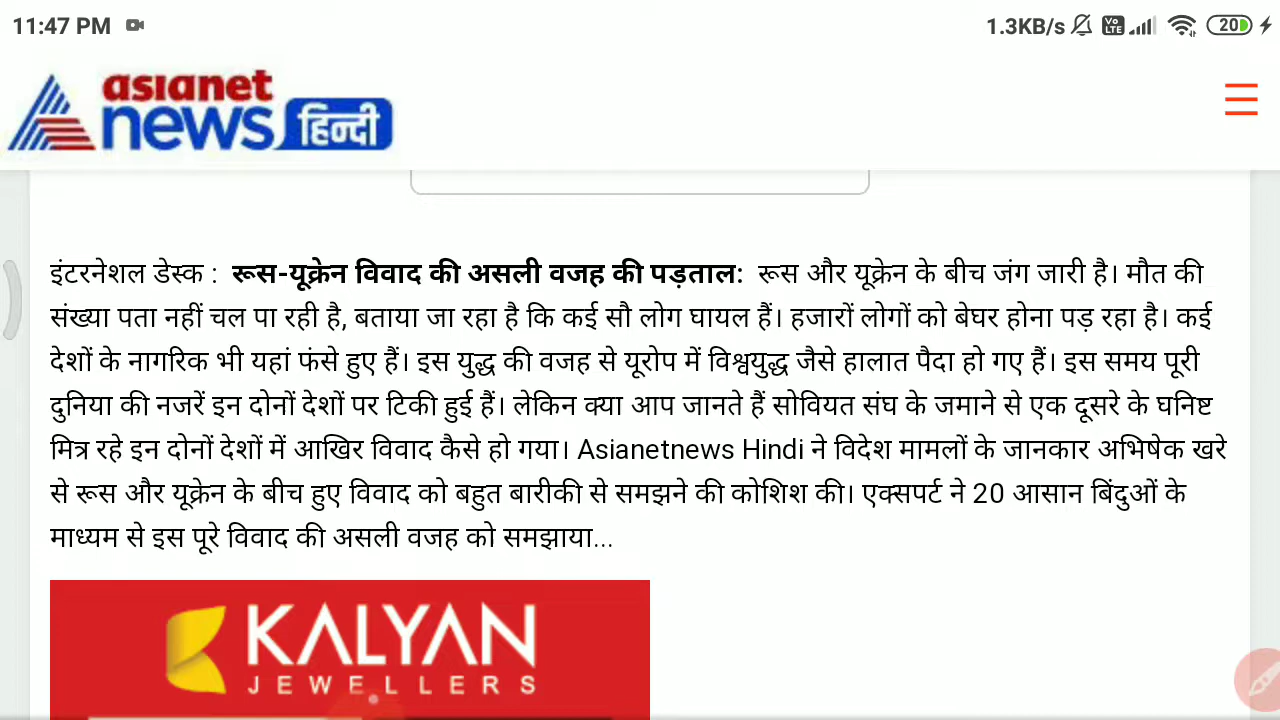 11:47 PM 1.3KB/s Vo LTE 20
asianet
news हिन्दी
इंटरनेशल डेस्क : रूस-यूक्रेन विवाद की असली वजह की पड़ताल: रूस और यूक्रेन के बीच जंग जारी है। मौत की
संख्या पता नहीं चल पा रही है, बताया जा रहा है कि कई सौ लोग घायल हैं। हजारों लोगों को बेघर होना पड़ रहा है। कई
देशों के नागरिक भी यहां फंसे हुए हैं। इस युद्ध की वजह से यूरोप में विश्वयुद्ध जैसे हालात पैदा हो गए हैं। इस समय पूरी
दुनिया की नजरें इन दोनों देशों पर टिकी हुई हैं। लेकिन क्या आप जानते हैं सोवियत संघ के जमाने से एक दूसरे के घनिष्ट
मित्र रहे इन दोनों देशों में आखिर विवाद कैसे हो गया। Asianetnews Hindi ने विदेश मामलों के जानकार अभिषेक खरे
से रूस और यूक्रेन के बीच हुए विवाद को बहुत बारीकी से समझने की कोशिश की। एक्सपर्ट ने 20 आसान बिंदुओं के
माध्यम से इस पूरे विवाद की असली वजह को समझाया...
KALYAN
JEWELLERS